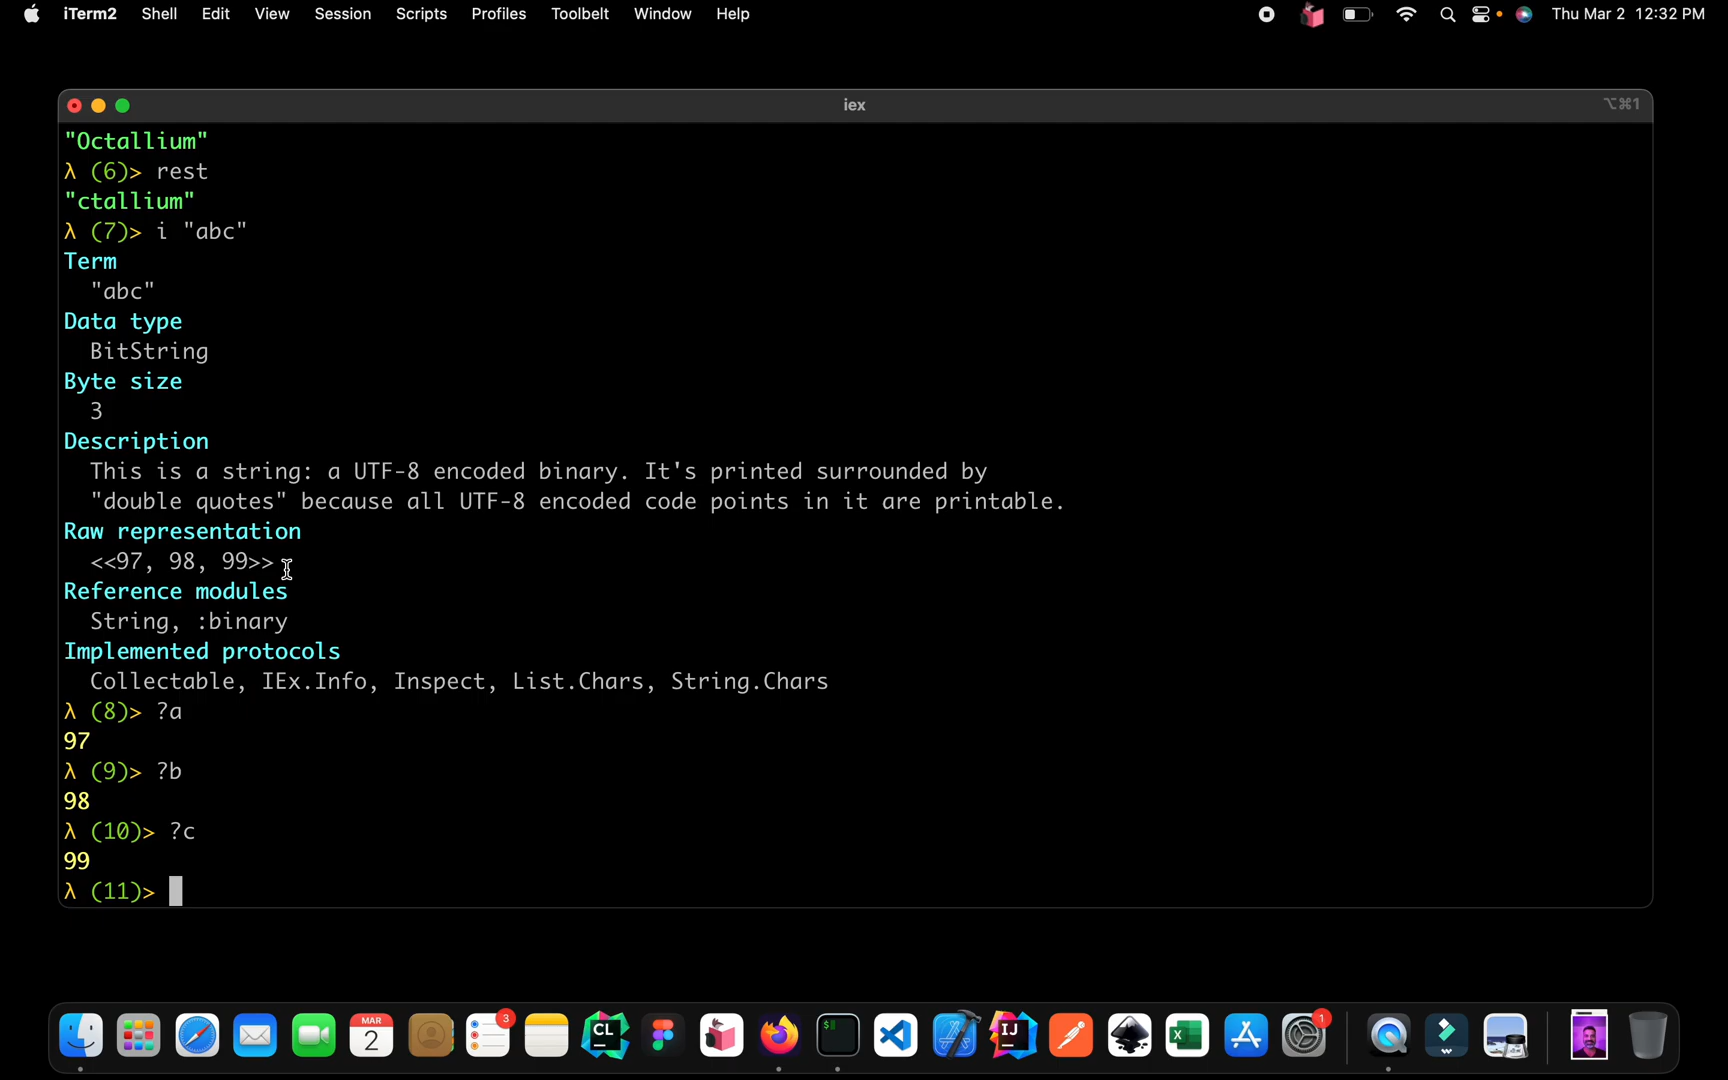 iTerm2 Shell Edit View Session Scripts Profiles Toolbelt Window Help Thu Mar 2 12:32 PM
iex ⌥⌘1
"Octallium"
λ (6)> rest
"ctallium"
λ (7)> i "abc"
Term
"abc"
Data type
BitString
Byte size
3
Description
This is a string: a UTF-8 encoded binary. It's printed surrounded by
"double quotes" because all UTF-8 encoded code points in it are printable.
Raw representation
<<97, 98, 99>>
Reference modules
String, :binary
Implemented protocols
Collectable, IEx.Info, Inspect, List.Chars, String.Chars
λ (8)> ?a
97
λ (9)> ?b
98
λ (10)> ?c
99
λ (11)>
MAR
2
3
CL
$
IJ
1